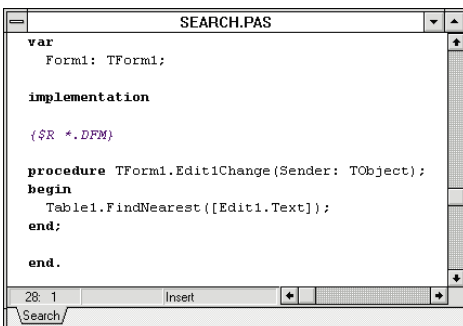 SEARCH.PAS
var
Form1: TForm1;
implementation
{$R *.DFM}
procedure TForm1.Edit1Change(Sender: TObject);
begin
Table1.FindNearest([Edit1.Text]);
end;
end.
28: 1 Insert
Search